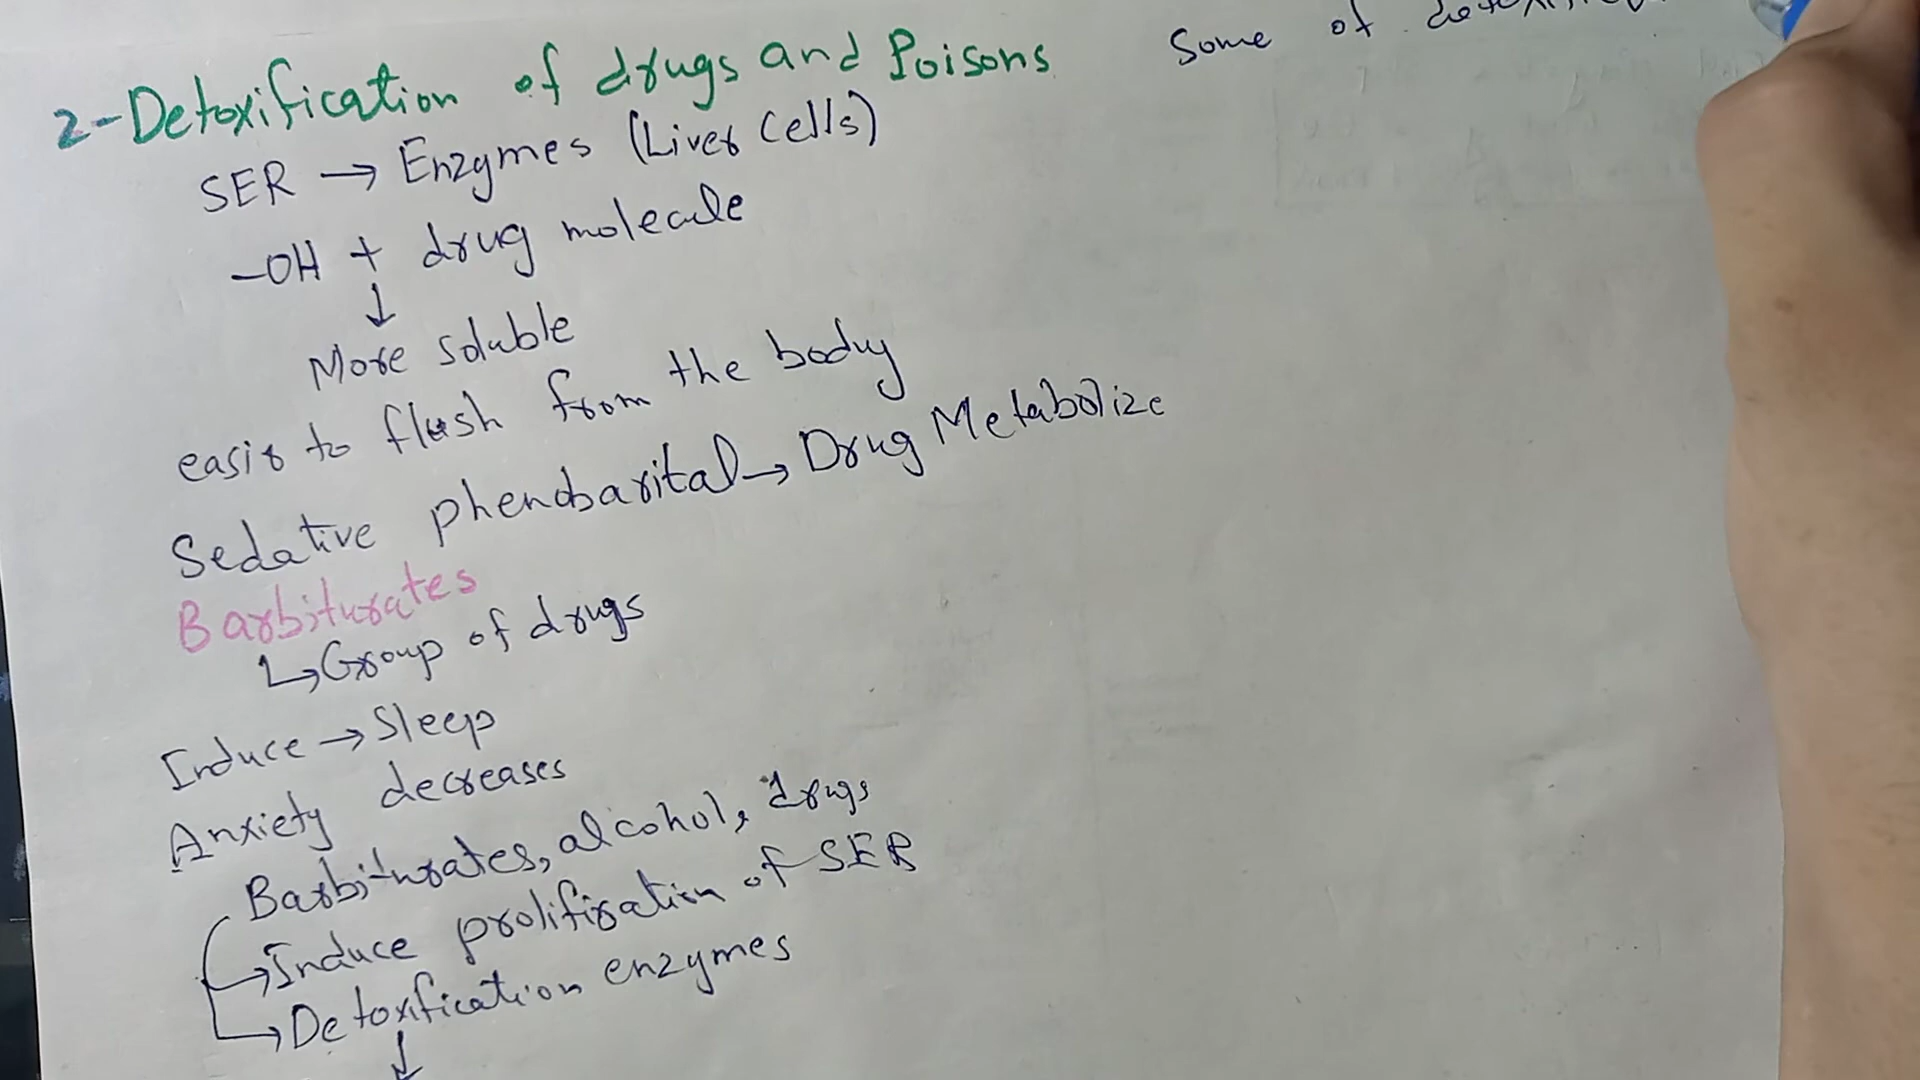 2-Detoxification of drugs and Poisons
SER → Enzymes (Liver Cells)
-OH + drug molecule
↓
More soluble
easir to flush from the body
Sedative phenobarital → Drug Metabolize
Barbiturates
↳ Group of drugs
Induce → Sleep
Anxiety decreases
Barbiturates, alcohol, drugs
→ Induce prolifiration of SER
→ Detoxification enzymes
↓
Some of